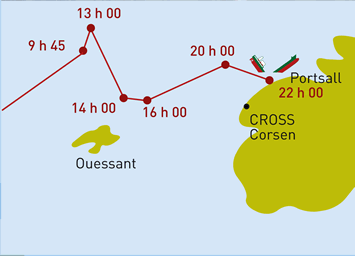 13 h 00
9 h 45
20 h 00
Portsall
22 h 00
14 h 00
16 h 00
CROSS
Corsen
Ouessant